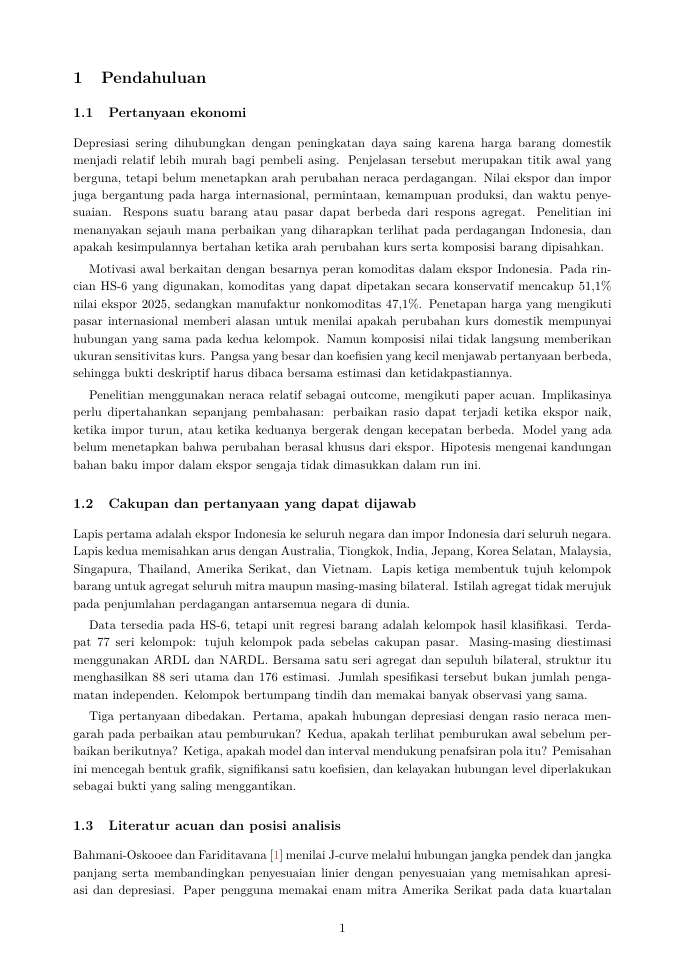 1 Pendahuluan
1.1 Pertanyaan ekonomi
Depresiasi sering dihubungkan dengan peningkatan daya saing karena harga barang domestik
menjadi relatif lebih murah bagi pembeli asing. Penjelasan tersebut merupakan titik awal yang
berguna, tetapi belum menetapkan arah perubahan neraca perdagangan. Nilai ekspor dan impor
juga bergantung pada harga internasional, permintaan, kemampuan produksi, dan waktu penye-
suaian. Respons suatu barang atau pasar dapat berbeda dari respons agregat. Penelitian ini
menanyakan sejauh mana perbaikan yang diharapkan terlihat pada perdagangan Indonesia, dan
apakah kesimpulannya bertahan ketika arah perubahan kurs serta komposisi barang dipisahkan.
Motivasi awal berkaitan dengan besarnya peran komoditas dalam ekspor Indonesia. Pada rin-
cian HS-6 yang digunakan, komoditas yang dapat dipetakan secara konservatif mencakup 51,1%
nilai ekspor 2025, sedangkan manufaktur nonkomoditas 47,1%. Penetapan harga yang mengikuti
pasar internasional memberi alasan untuk menilai apakah perubahan kurs domestik mempunyai
hubungan yang sama pada kedua kelompok. Namun komposisi nilai tidak langsung memberikan
ukuran sensitivitas kurs. Pangsa yang besar dan koefisien yang kecil menjawab pertanyaan berbeda,
sehingga bukti deskriptif harus dibaca bersama estimasi dan ketidakpastiannya.
Penelitian menggunakan neraca relatif sebagai outcome, mengikuti paper acuan. Implikasinya
perlu dipertahankan sepanjang pembahasan: perbaikan rasio dapat terjadi ketika ekspor naik,
ketika impor turun, atau ketika keduanya bergerak dengan kecepatan berbeda. Model yang ada
belum menetapkan bahwa perubahan berasal khusus dari ekspor. Hipotesis mengenai kandungan
bahan baku impor dalam ekspor sengaja tidak dimasukkan dalam run ini.
1.2 Cakupan dan pertanyaan yang dapat dijawab
Lapis pertama adalah ekspor Indonesia ke seluruh negara dan impor Indonesia dari seluruh negara.
Lapis kedua memisahkan arus dengan Australia, Tiongkok, India, Jepang, Korea Selatan, Malaysia,
Singapura, Thailand, Amerika Serikat, dan Vietnam. Lapis ketiga membentuk tujuh kelompok
barang untuk agregat seluruh mitra maupun masing-masing bilateral. Istilah agregat tidak merujuk
pada penjumlahan perdagangan antarsemua negara di dunia.
Data tersedia pada HS-6, tetapi unit regresi barang adalah kelompok hasil klasifikasi. Terda-
pat 77 seri kelompok: tujuh kelompok pada sebelas cakupan pasar. Masing-masing diestimasi
menggunakan ARDL dan NARDL. Bersama satu seri agregat dan sepuluh bilateral, struktur itu
menghasilkan 88 seri utama dan 176 estimasi. Jumlah spesifikasi tersebut bukan jumlah penga-
matan independen. Kelompok bertumpang tindih dan memakai banyak observasi yang sama.
Tiga pertanyaan dibedakan. Pertama, apakah hubungan depresiasi dengan rasio neraca men-
garah pada perbaikan atau pemburukan? Kedua, apakah terlihat pemburukan awal sebelum per-
baikan berikutnya? Ketiga, apakah model dan interval mendukung penafsiran pola itu? Pemisahan
ini mencegah bentuk grafik, signifikansi satu koefisien, dan kelayakan hubungan level diperlakukan
sebagai bukti yang saling menggantikan.
1.3 Literatur acuan dan posisi analisis
Bahmani-Oskooee dan Fariditavana [1] menilai J-curve melalui hubungan jangka pendek dan jangka
panjang serta membandingkan penyesuaian linier dengan penyesuaian yang memisahkan apresi-
asi dan depresiasi. Paper pengguna memakai enam mitra Amerika Serikat pada data kuartalan
1